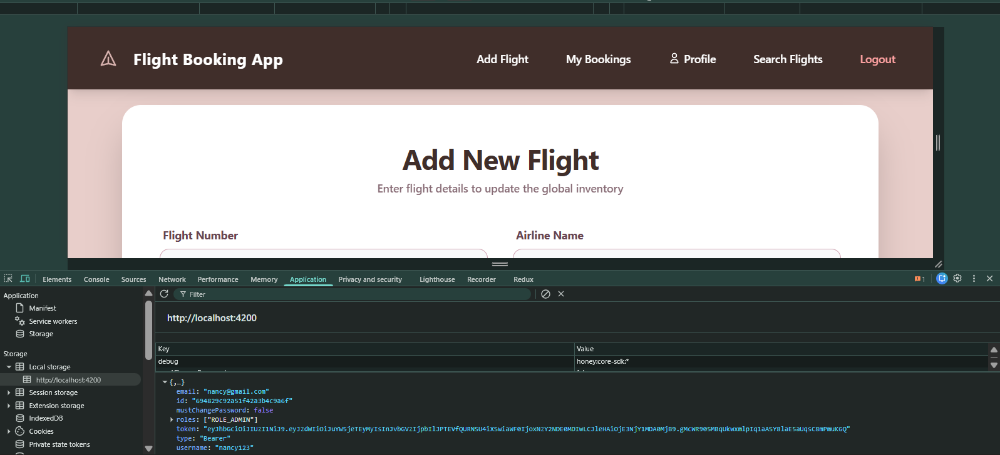 Flight Booking App
Add Flight
My Bookings
Profile
Search Flights
Logout
Add New Flight
Enter flight details to update the global inventory
Flight Number
Airline Name
Elements
Console
Sources
Network
Performance
Memory
Application
Privacy and security
Lighthouse
Recorder
Redux
1
Application
Manifest
Service workers
Storage
Storage
Local storage
http://localhost:4200
Session storage
Extension storage
IndexedDB
Cookies
Private state tokens
Filter
http://localhost:4200
Key
Value
debug
honey:core-sdk:*
{,…}
email: "nancy@gmail.com"
id: "694829c92a51f42a3b4c9a6f"
mustChangePassword: false
roles: ["ROLE_ADMIN"]
token: "eyJhbGciOiJIUzI1NiJ9.eyJzdWIiOiJuYW5jeTEyMyIsInJvbGVzIjpbIlJPTEVfQURNSU4iXSwiaWF0IjoxNzY2NDE0MDIwLCJleHAiOjE3NjY1MDA0MjB9.gMcWR905MBqUkwxmlpIq1aASY8laE5aUqsC8mPmuKGQ"
type: "Bearer"
username: "nancy123"